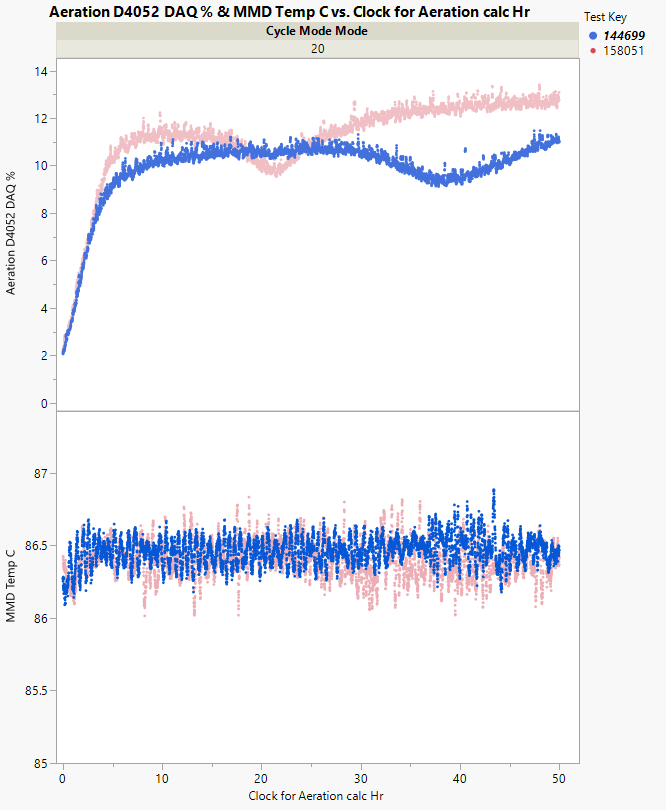 Aeration D4052 DAQ % & MMD Temp C vs. Clock for Aeration calc Hr
Cycle Mode Mode
20
Test Key
144699
158051
Aeration D4052 DAQ %
14
12
10
8
6
4
2
0
MMD Temp C
87
86.5
86
85.5
85
0 10 20 30 40 50
Clock for Aeration calc Hr